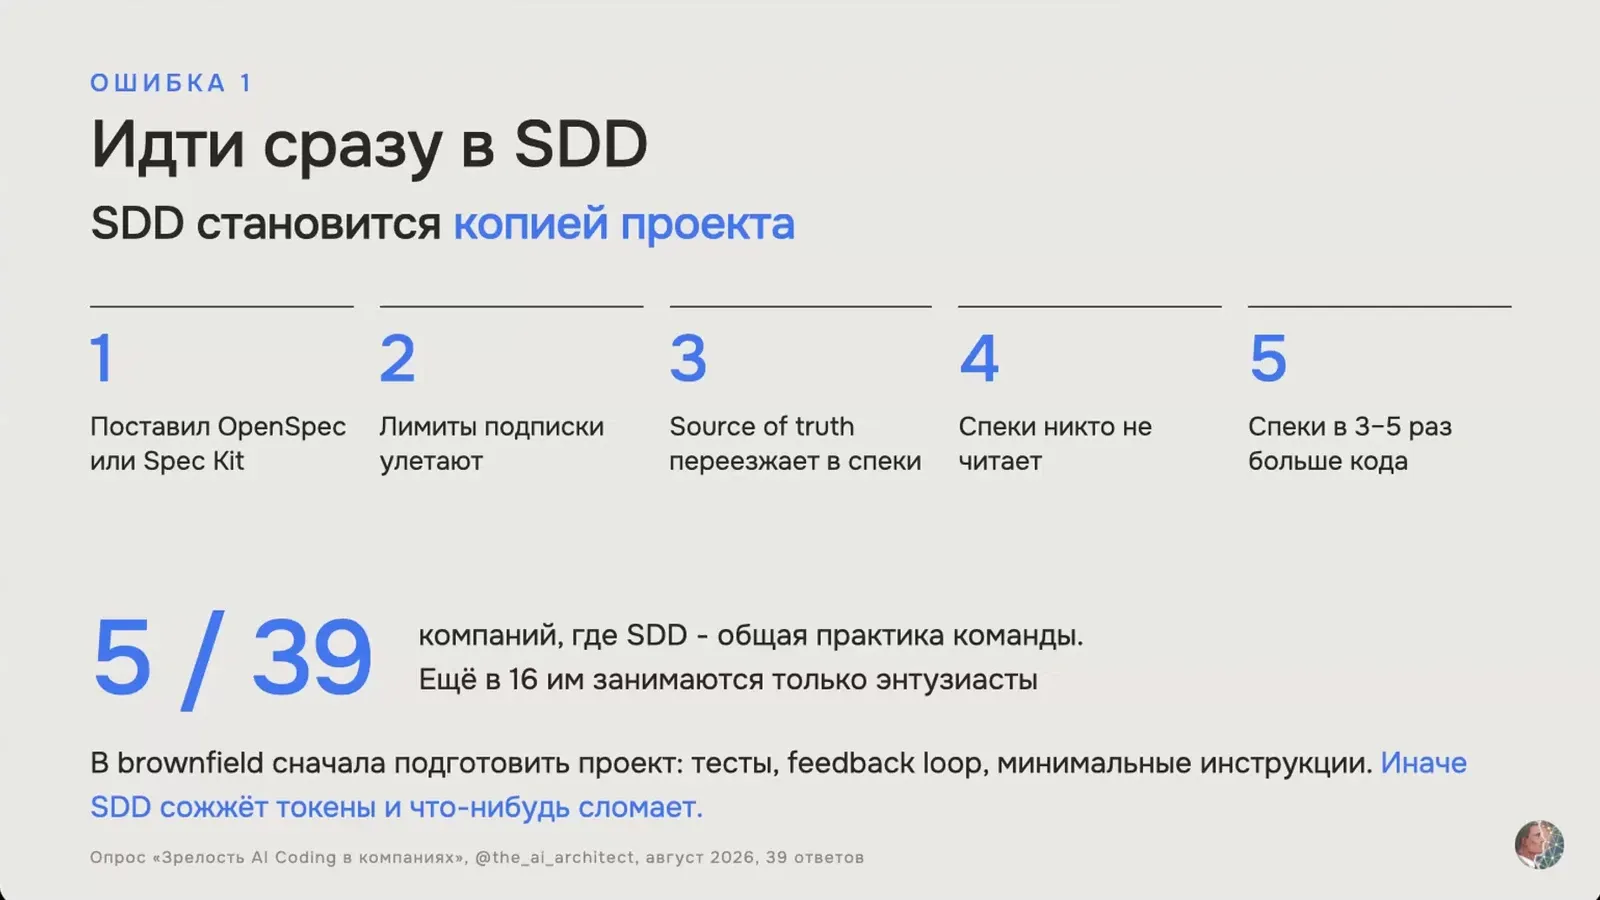 ОШИБКА 1
Идти сразу в SDD
SDD становится копией проекта
1
Поставил OpenSpec
или Spec Kit
2
Лимиты подписки
улетают
3
Source of truth
переезжает в спеки
4
Спеки никто не
читает
5
Спеки в 3–5 раз
больше кода
5 / 39
компаний, где SDD - общая практика команды.
Ещё в 16 им занимаются только энтузиасты
В brownfield сначала подготовить проект: тесты, feedback loop, минимальные инструкции. Иначе
SDD сожжёт токены и что-нибудь сломает.
Опрос «Зрелость AI Coding в компаниях», @the_ai_architect, август 2026, 39 ответов